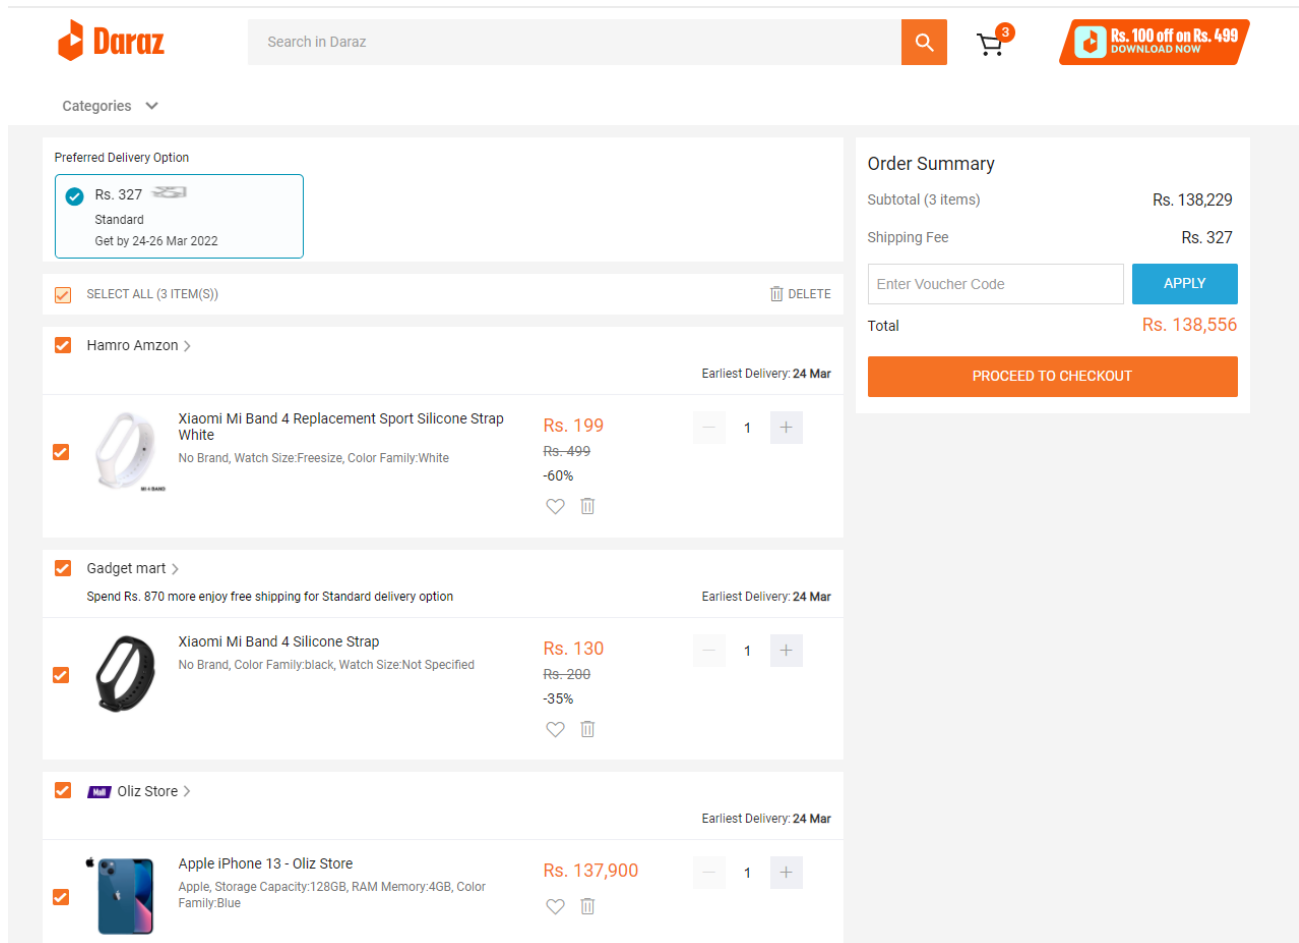 Daraz
Search in Daraz
3
Rs. 100 off on Rs. 499
DOWNLOAD NOW
Categories
Preferred Delivery Option
Rs. 327
Standard
Get by 24-26 Mar 2022
SELECT ALL (3 ITEM(S))
DELETE
Hamro Amzon
Earliest Delivery: 24 Mar
Xiaomi Mi Band 4 Replacement Sport Silicone Strap
White
No Brand, Watch Size:Freesize, Color Family:White
MI 4 BAND
Rs. 199
Rs. 499
-60%
1
Gadget mart
Spend Rs. 870 more enjoy free shipping for Standard delivery option
Earliest Delivery: 24 Mar
Xiaomi Mi Band 4 Silicone Strap
No Brand, Color Family:black, Watch Size:Not Specified
Rs. 130
Rs. 200
-35%
1
Mall Oliz Store
Earliest Delivery: 24 Mar
Apple iPhone 13 - Oliz Store
Apple, Storage Capacity:128GB, RAM Memory:4GB, Color
Family:Blue
Rs. 137,900
1
Order Summary
Subtotal (3 items)
Rs. 138,229
Shipping Fee
Rs. 327
Enter Voucher Code
APPLY
Total
Rs. 138,556
PROCEED TO CHECKOUT